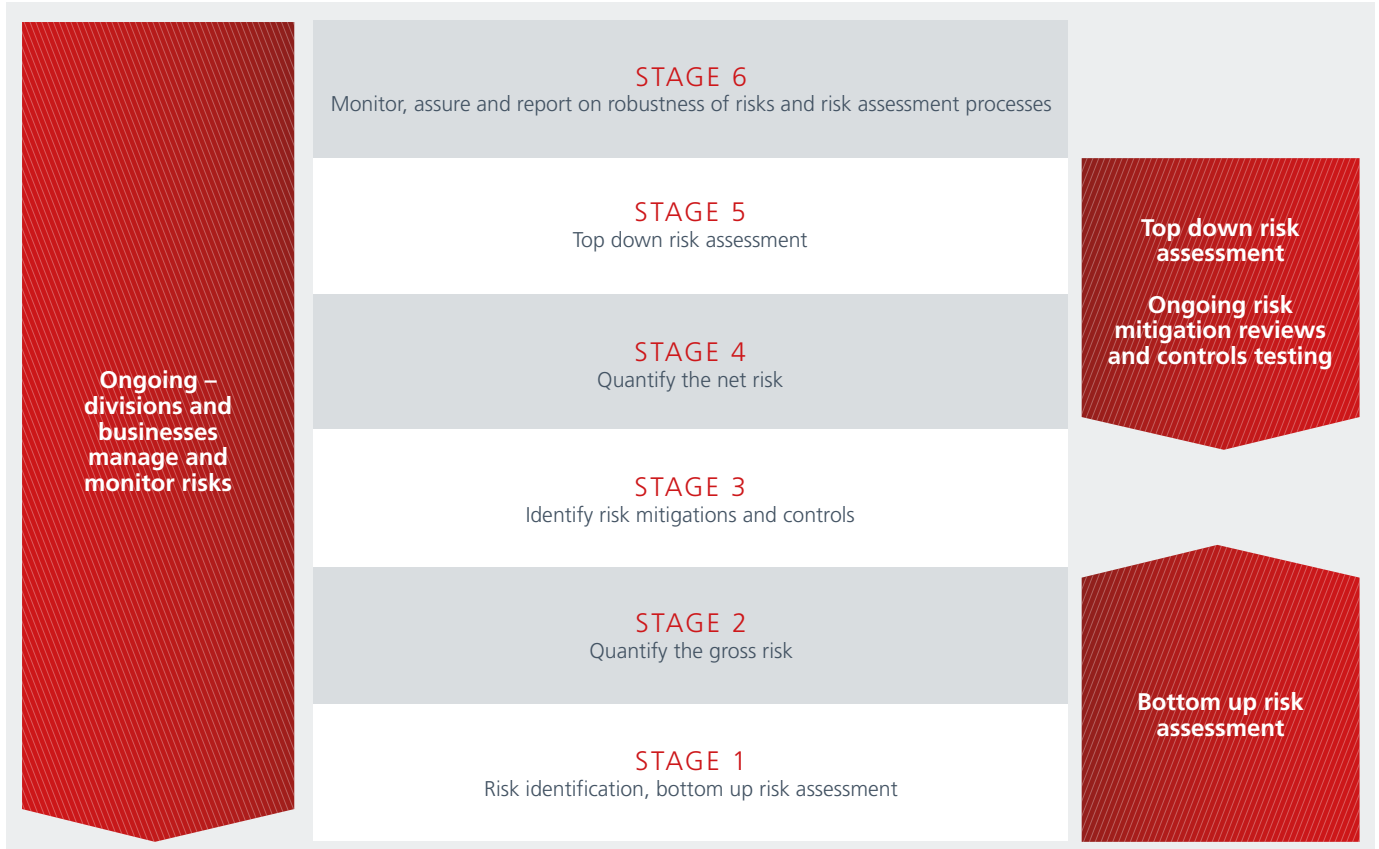 Ongoing –
divisions and
businesses
manage and
monitor risks
STAGE 6
Monitor, assure and report on robustness of risks and risk assessment processes
STAGE 5
Top down risk assessment
STAGE 4
Quantify the net risk
STAGE 3
Identify risk mitigations and controls
STAGE 2
Quantify the gross risk
STAGE 1
Risk identification, bottom up risk assessment
Top down risk
assessment
Ongoing risk
mitigation reviews
and controls testing
Bottom up risk
assessment